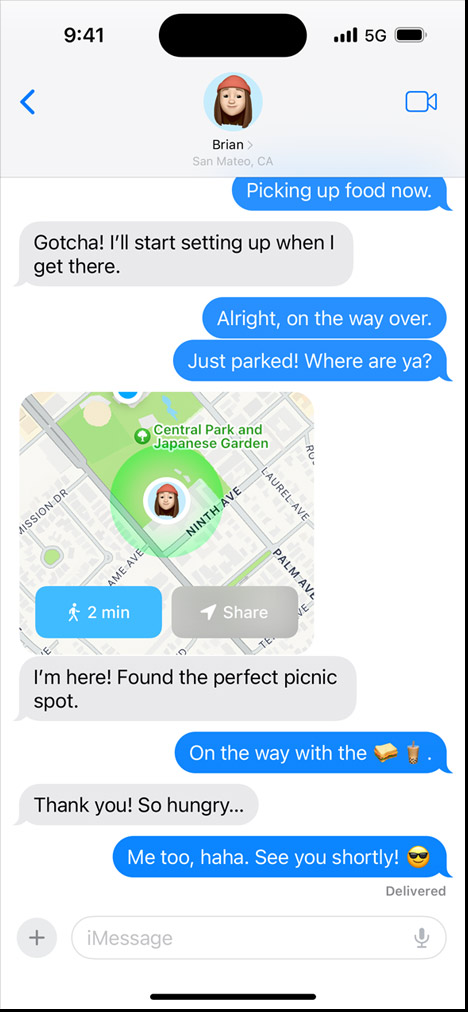 9:41
5G
Brian
San Mateo, CA
Picking up food now.
Gotcha! I’ll start setting up when I
get there.
Alright, on the way over.
Just parked! Where are ya?
Central Park and
Japanese Garden
MISSION DR
LAUREL AVE
NINTH AVE
AME AVE
PALM AVE
2 min
Share
I’m here! Found the perfect picnic
spot.
On the way with the 🥪🧋.
Thank you! So hungry...
Me too, haha. See you shortly! 😎
Delivered
iMessage